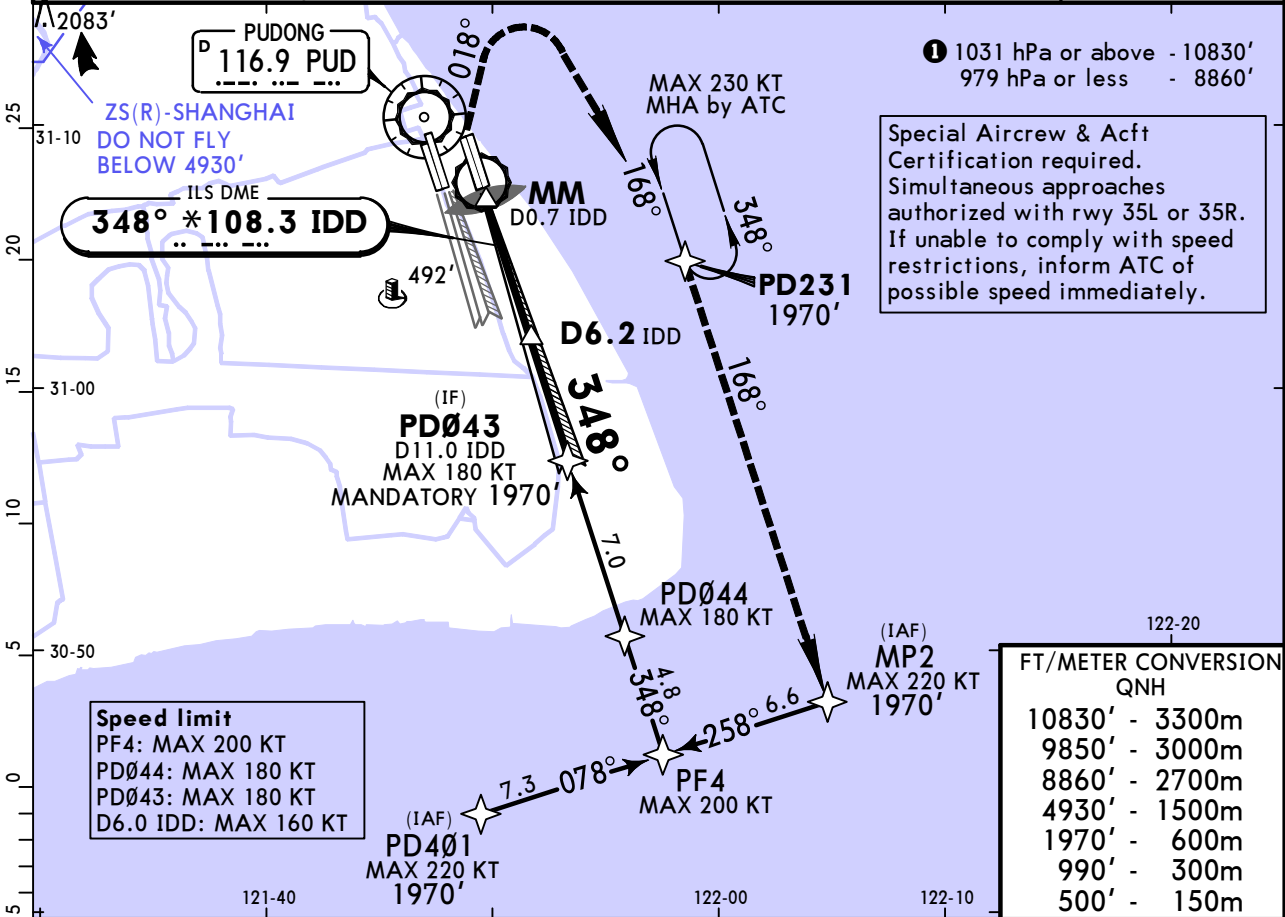 2083'
PUDONG
D 116.9 PUD
ZS(R)-SHANGHAI
DO NOT FLY
BELOW 4930'
ILS DME
348° *108.3 IDD
018°
MAX 230 KT
MHA by ATC
1 1031 hPa or above - 10830'
979 hPa or less - 8860'
Special Aircrew & Acft
Certification required.
Simultaneous approaches
authorized with rwy 35L or 35R.
If unable to comply with speed
restrictions, inform ATC of
possible speed immediately.
MM
D0.7 IDD
168°
348°
PD231
1970'
492'
D6.2 IDD
168°
348°
(IF)
PDØ43
D11.0 IDD
MAX 180 KT
MANDATORY 1970'
7.0
PDØ44
MAX 180 KT
4.8
348°
(IAF)
MP2
MAX 220 KT
1970'
258° 6.6
PF4
MAX 200 KT
7.3 078°
(IAF)
PD4Ø1
MAX 220 KT
1970'
Speed limit
PF4: MAX 200 KT
PDØ44: MAX 180 KT
PDØ43: MAX 180 KT
D6.0 IDD: MAX 160 KT
FT/METER CONVERSION
QNH
10830' - 3300m
9850' - 3000m
8860' - 2700m
4930' - 1500m
1970' - 600m
990' - 300m
500' - 150m
31-10
31-00
30-50
25
20
15
10
5
0
5
121-40
122-00
122-10
122-20